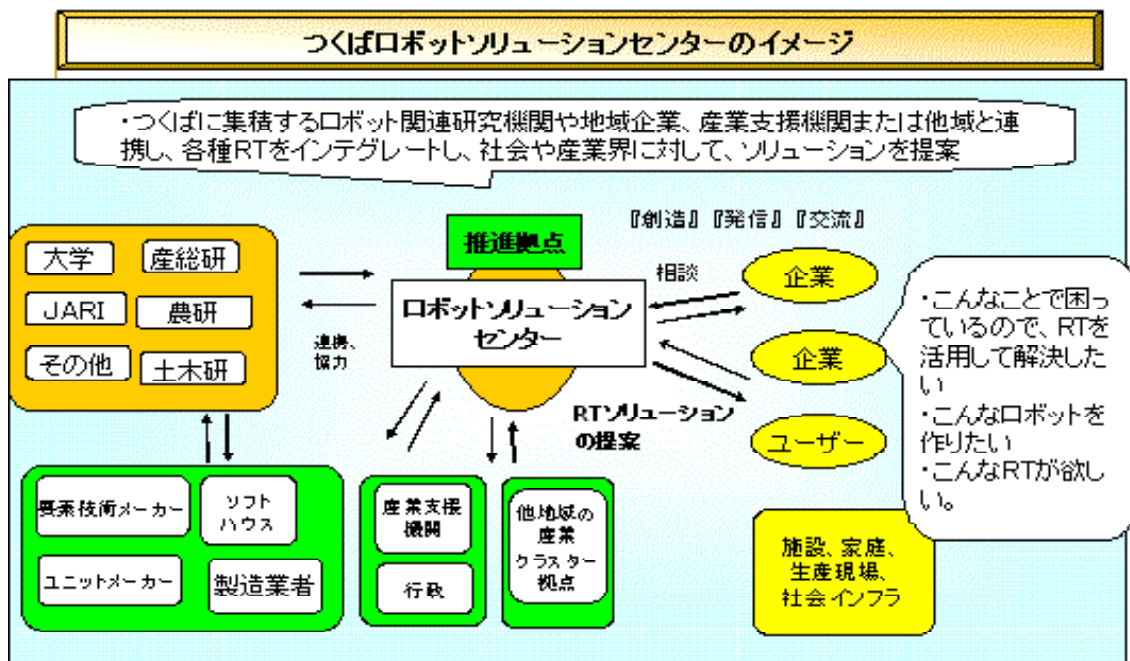 つくばロボットソリューションセンターのイメージ
・つくばに集積するロボット関連研究機関や地域企業、産業支援機関または他域と連
携し、各種RTをインテグレートし、社会や産業界に対して、ソリューションを提案
『創造』『発信』『交流』
推進拠点
ロボットソリューション
センター
大学
産総研
JARI
農研
その他
土木研
連携、
協力
相談
企業
企業
ユーザー
RTソリューション
の提案
・こんなことで困っ
ているので、RTを
活用して解決した
い
・こんなロボットを
作りたい
・こんなRTが欲し
い。
要素技術メーカー
ソフト
ハウス
ユニットメーカー
製造業者
産業支援
機関
行政
他地域の
産業
クラスター
拠点
施設、家庭、
生産現場、
社会インフラ